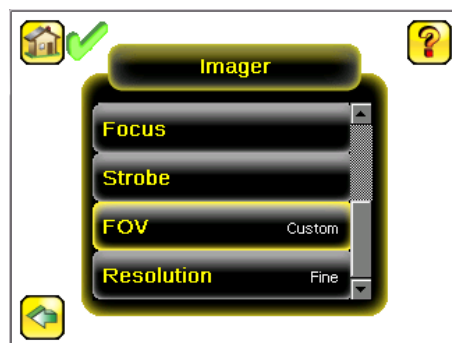 Imager
Focus
Strobe
FOV Custom
Resolution Fine